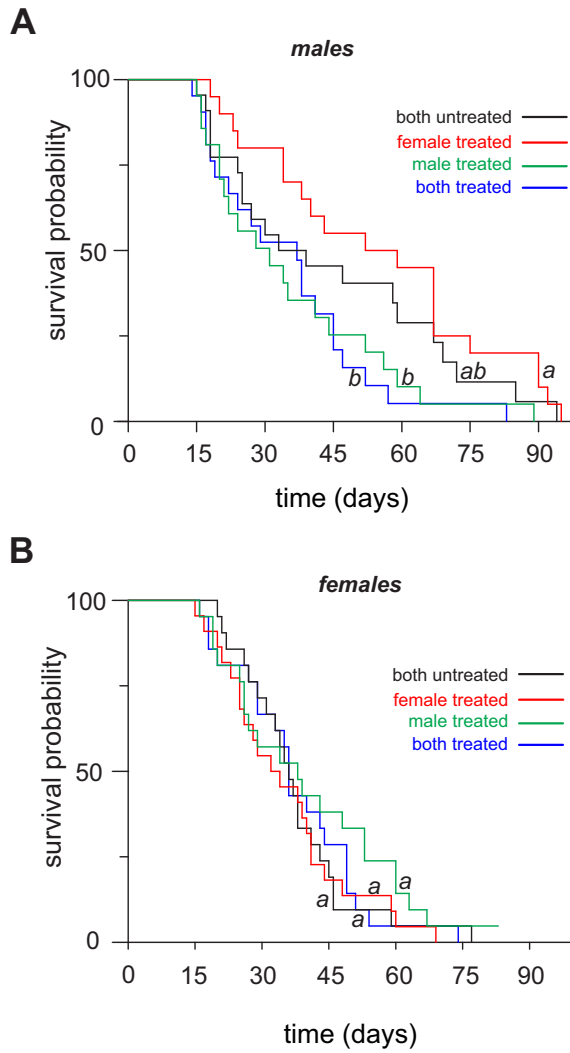 A
males
100
50
0
survival probability
both untreated
female treated
male treated
both treated
b
b
ab
a
0 15 30 45 60 75 90
time (days)
B
females
100
50
0
survival probability
both untreated
female treated
male treated
both treated
a
a
a
a
0 15 30 45 60 75 90
time (days)